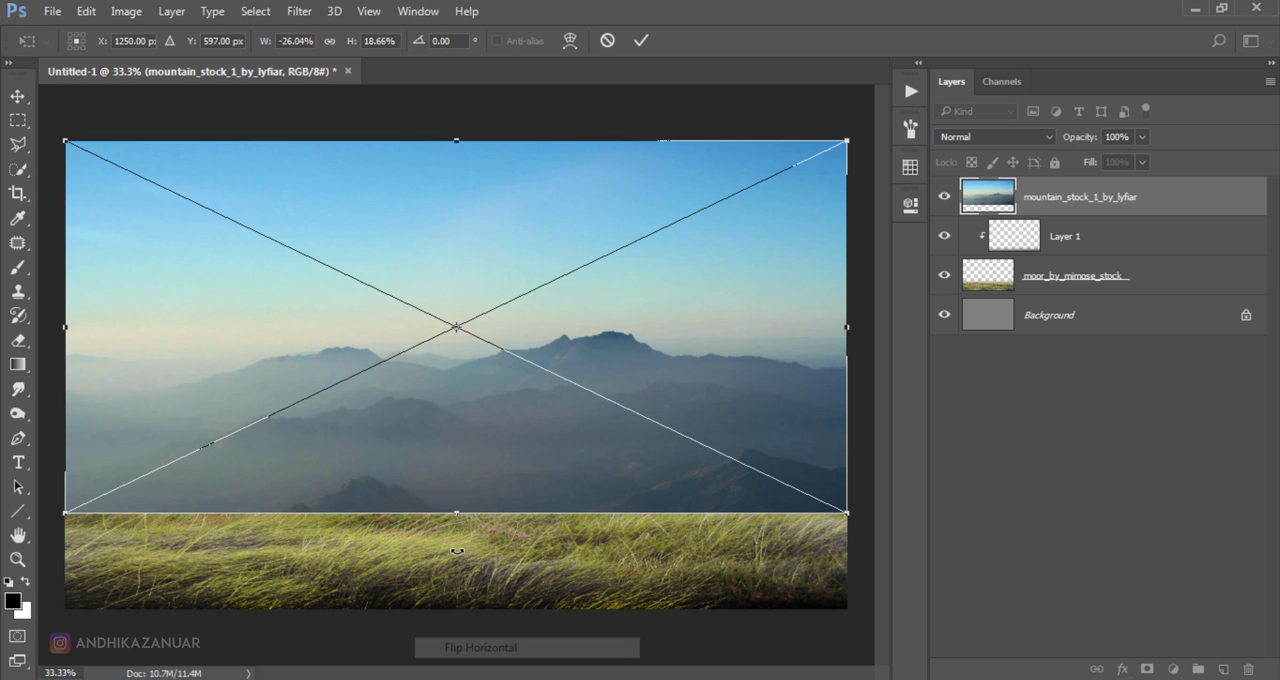 Ps File Edit Image Layer Type Select Filter 3D View Window Help
X: 1250.00 p: Y: 597.00 px W: -26.04% H: 18.66% 0.00 ° Anti-alias
Untitled-1 @ 33.3% (mountain_stock_1_by_lyfiar, RGB/8#) * ×
Layers Channels
Kind
Normal Opacity: 100%
Lock: Fill: 100%
mountain_stock_1_by_lyfiar
Layer 1
moor_by_mimose_stock
Background
T
ANDHIKAZANUAR
Flip Horizontal
33.33% Doc: 10.7M/11.4M
fx